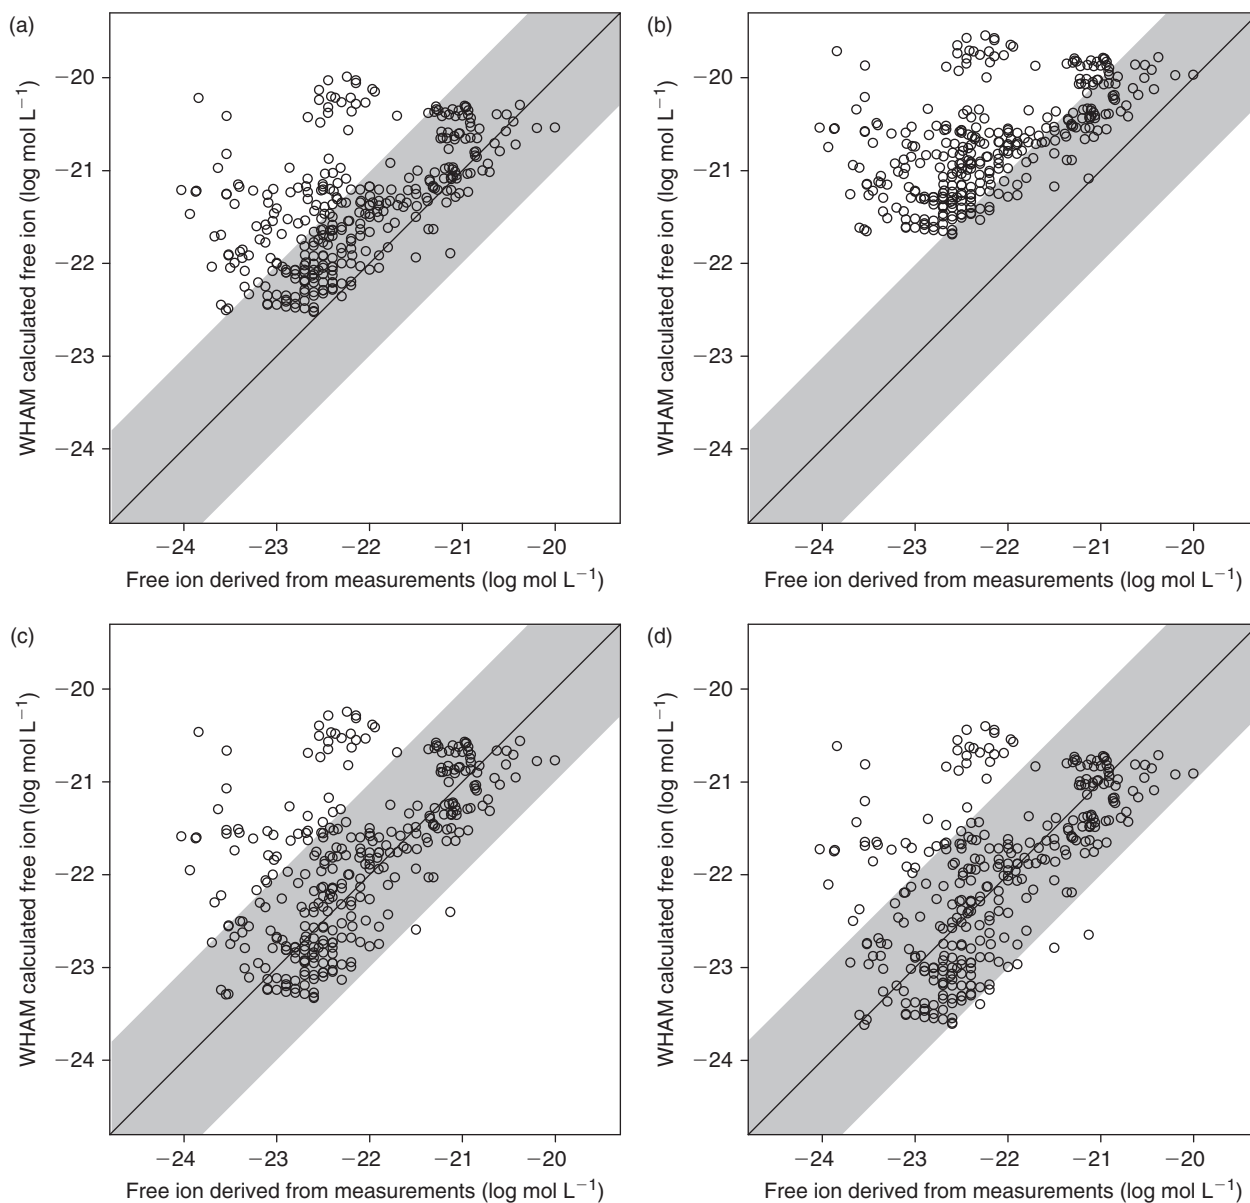 (a)
WHAM calculated free ion (log mol L⁻¹)
−20
−21
−22
−23
−24
−24 −23 −22 −21 −20
Free ion derived from measurements (log mol L⁻¹)
(b)
WHAM calculated free ion (log mol L⁻¹)
−20
−21
−22
−23
−24
−24 −23 −22 −21 −20
Free ion derived from measurements (log mol L⁻¹)
(c)
WHAM calculated free ion (log mol L⁻¹)
−20
−21
−22
−23
−24
−24 −23 −22 −21 −20
Free ion derived from measurements (log mol L⁻¹)
(d)
WHAM calculated free ion (log mol L⁻¹)
−20
−21
−22
−23
−24
−24 −23 −22 −21 −20
Free ion derived from measurements (log mol L⁻¹)